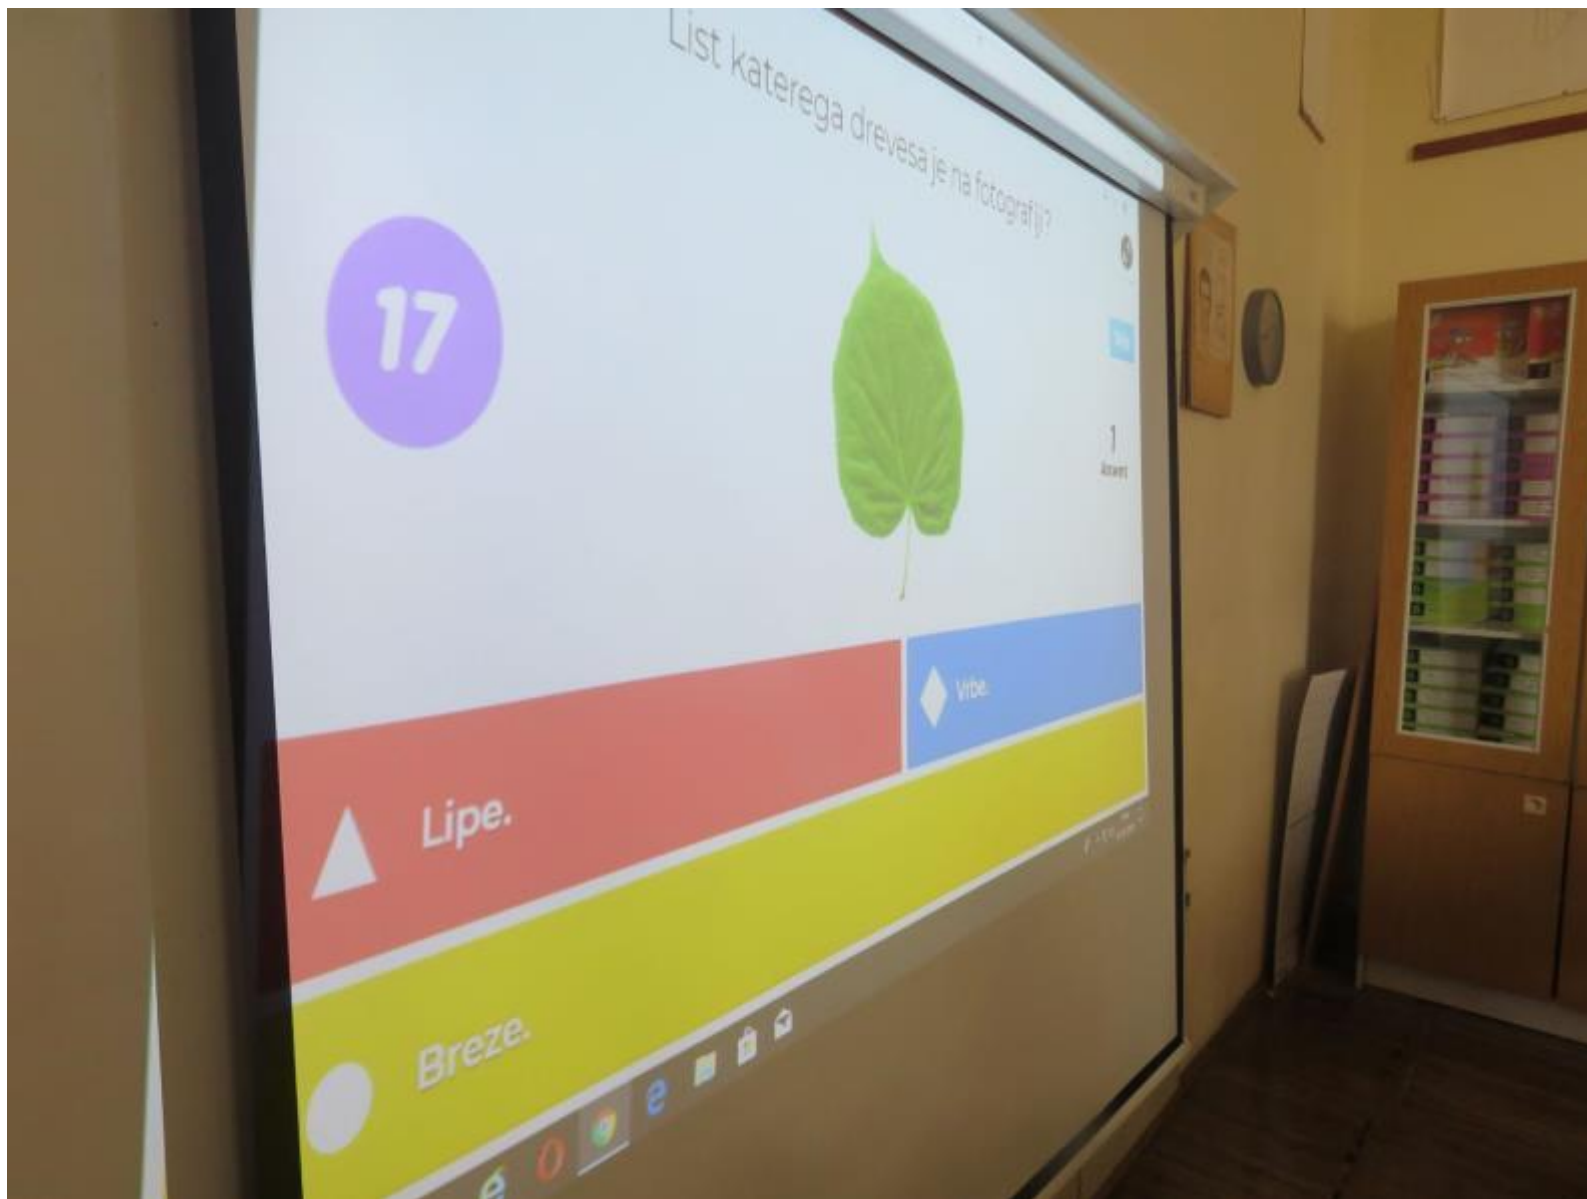 List katerega drevesa je na fotografiji?
17
1
Answers
Vrbe.
Lipe.
Breze.